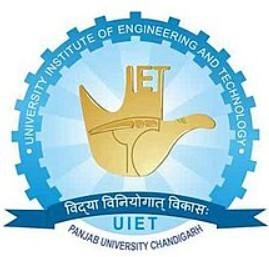 • UNIVERSITY INSTITUTE OF ENGINEERING AND TECHNOLOGY •
UIET
विद्या विनियोगात् विकासः
UIET
PANJAB UNIVERSITY CHANDIGARH